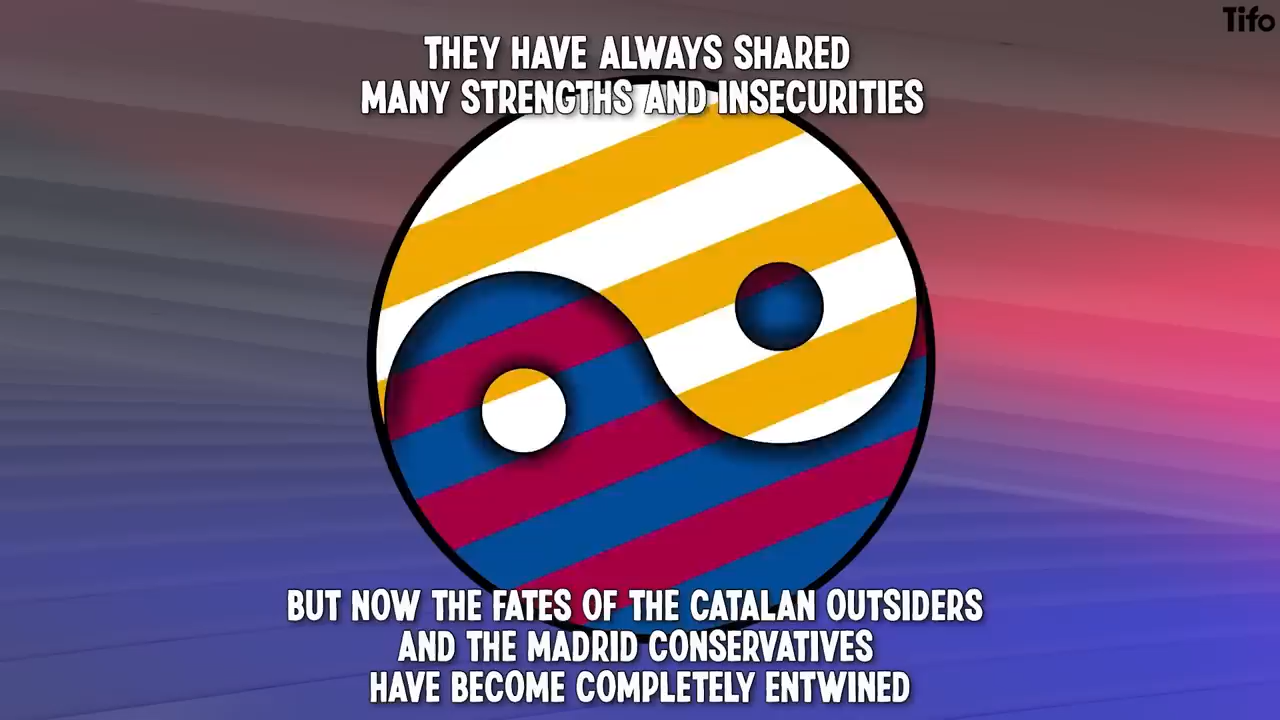 Tifo
THEY HAVE ALWAYS SHARED
MANY STRENGTHS AND INSECURITIES
BUT NOW THE FATES OF THE CATALAN OUTSIDERS
AND THE MADRID CONSERVATIVES
HAVE BECOME COMPLETELY ENTWINED